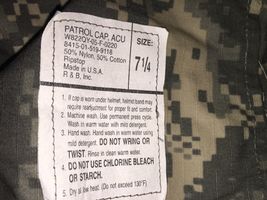 PATROL CAP, ACU
W822QY-05-F-0220
8415-01-519-9118
50% Nylon, 50% Cotton
Ripstop
Made in U.S.A.
R & B, Inc.
SIZE:
7 1/4
1. If cap is worn under helmet, helmet band may
require readjustment for proper fit and comfort.
2. Machine wash. Use permanent press cycle.
Wash in warm water with mild detergent.
3. Hand wash. Hand wash in warm water using
mild detergent. DO NOT WRING OR
TWIST. Rinse in clean warm water.
4. DO NOT USE CHLORINE BLEACH
OR STARCH.
5. Dry at low heat. (Do not exceed 130°F)